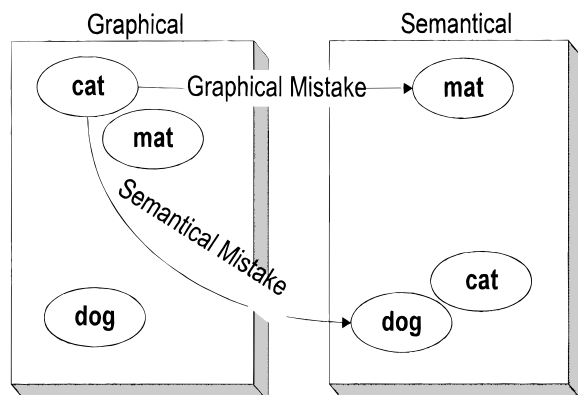 Graphical
Semantical
cat
Graphical Mistake
mat
mat
Semantical Mistake
cat
dog
dog